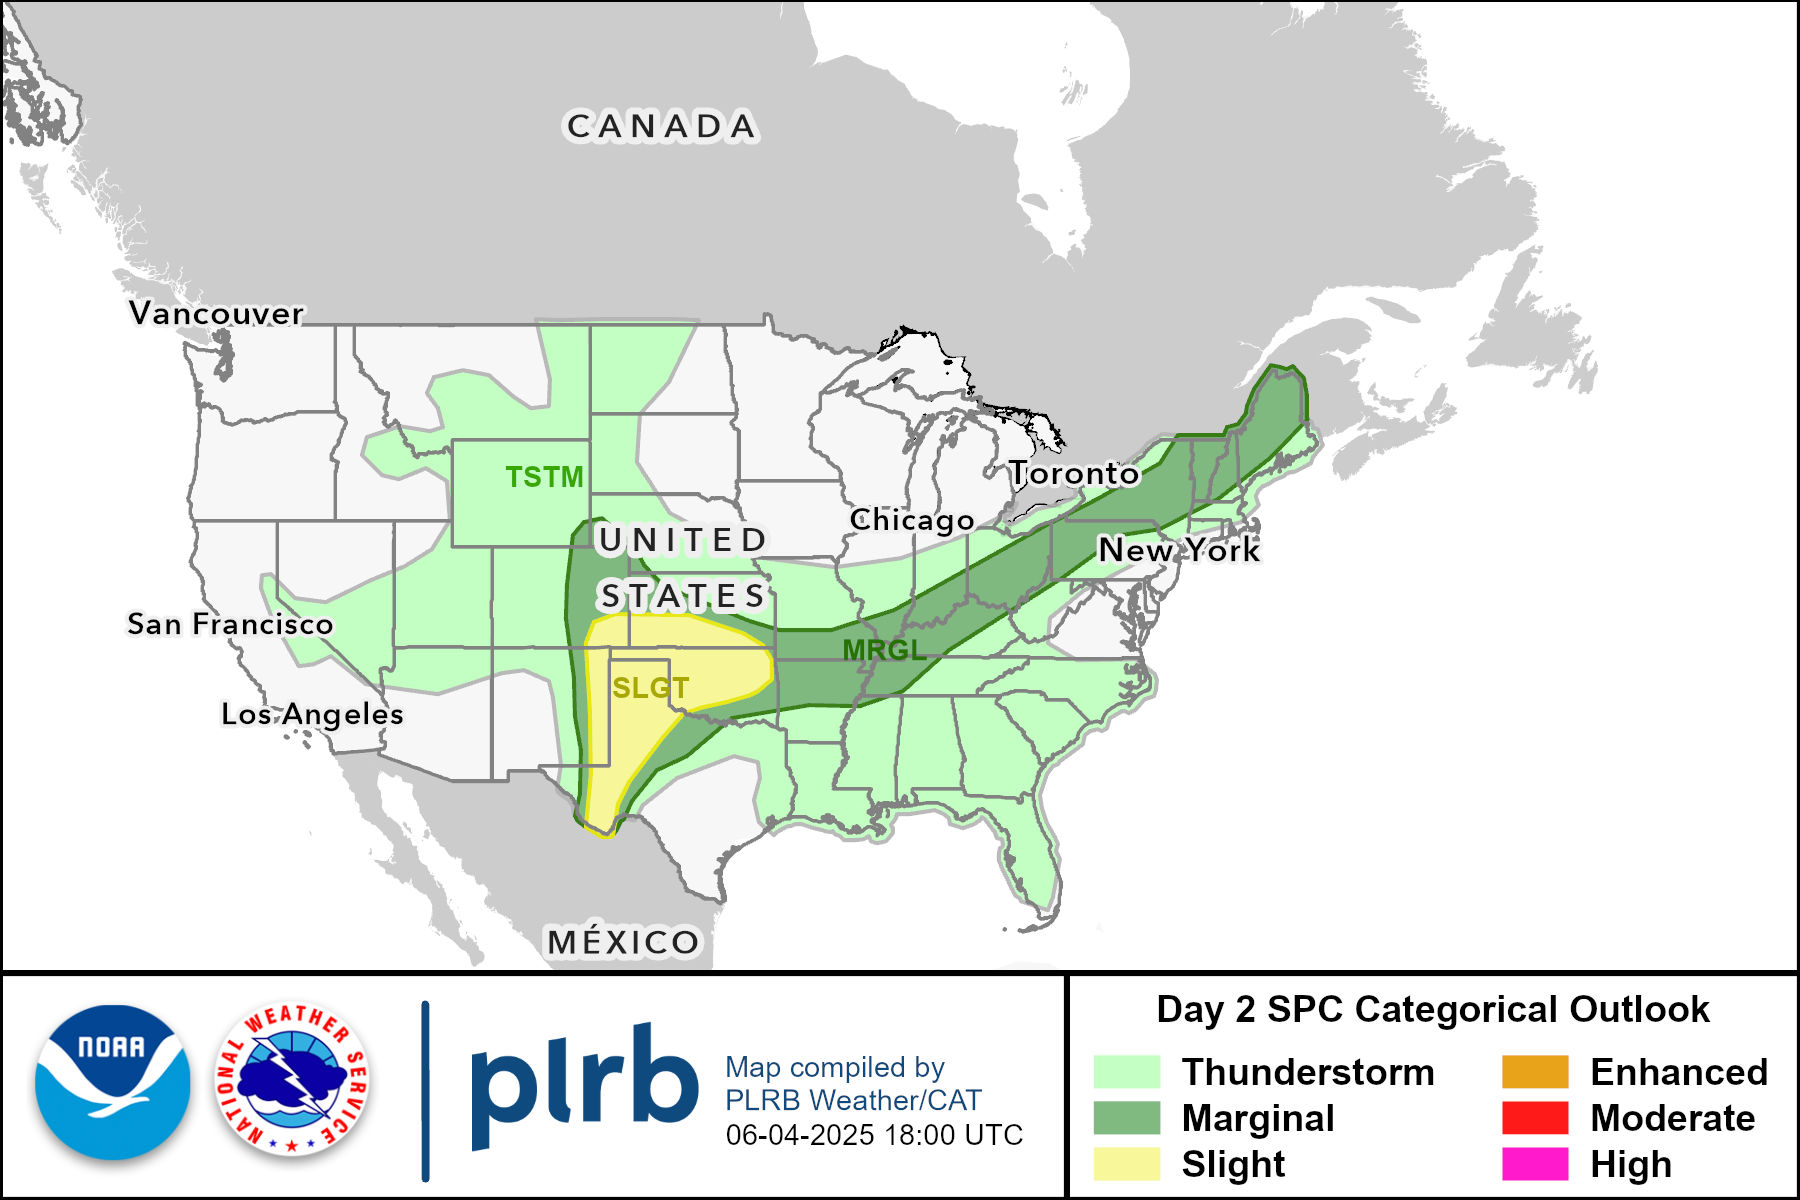 CANADA
Vancouver
Toronto
TSTM
Chicago
UNITED
New York
STATES
San Francisco
MRGL
SLGT
Los Angeles
MÉXICO
NOAA
NATIONAL WEATHER SERVICE
plrb
Map compiled by
PLRB Weather/CAT
06-04-2025 18:00 UTC
Day 2 SPC Categorical Outlook
Thunderstorm
Enhanced
Marginal
Moderate
Slight
High